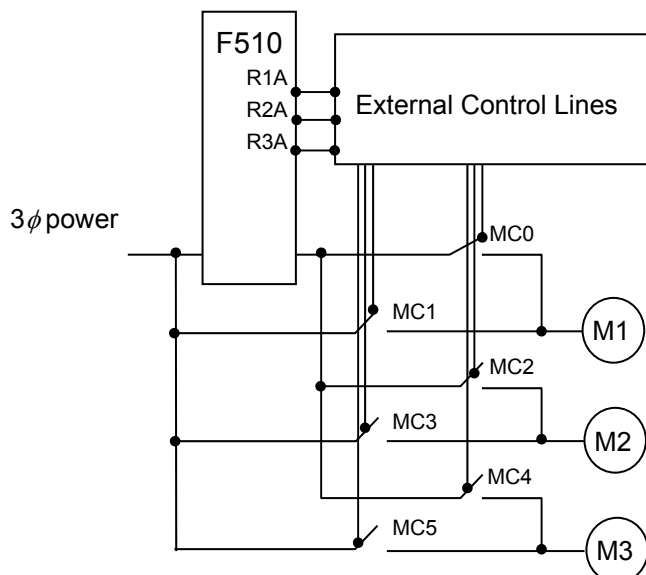 F510
R1A
R2A
R3A
External Control Lines
3ϕ power
MC0
MC1
M1
MC2
MC3
M2
MC4
MC5
M3